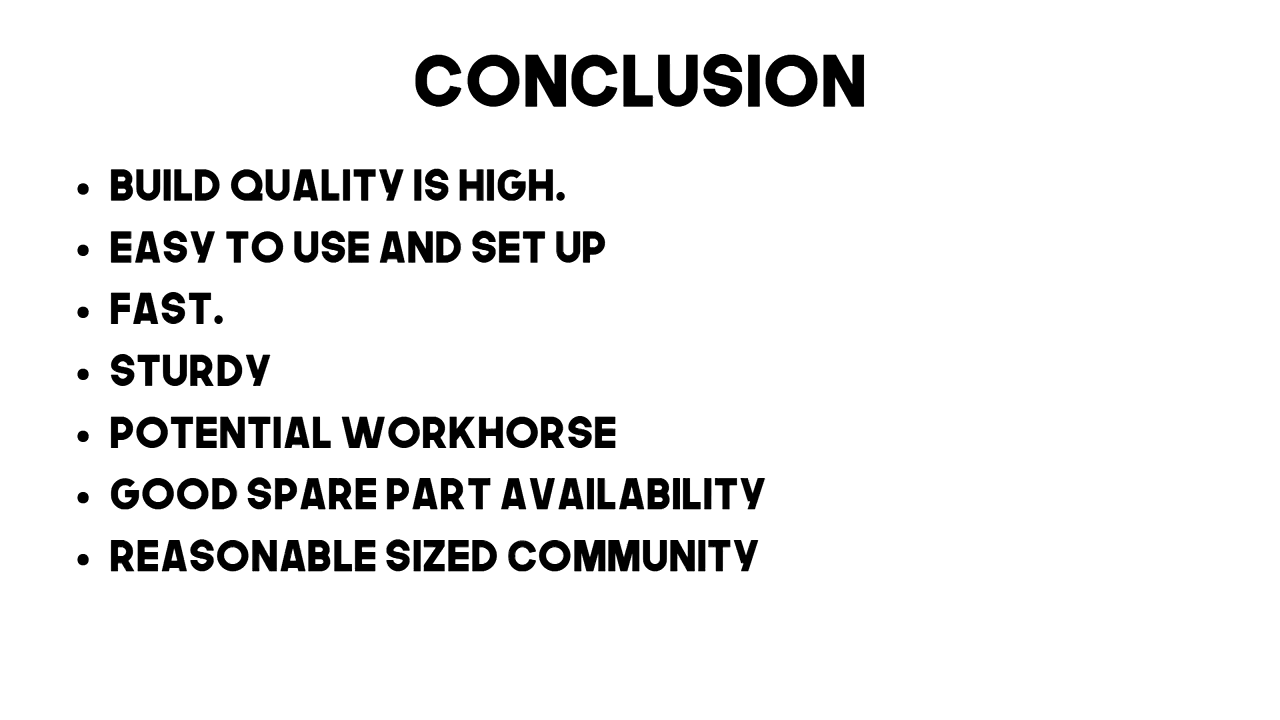 CONCLUSION
• BUILD QUALITY IS HIGH.
• EASY TO USE AND SET UP
• FAST.
• STURDY
• POTENTIAL WORKHORSE
• GOOD SPARE PART AVAILABILITY
• REASONABLE SIZED COMMUNITY